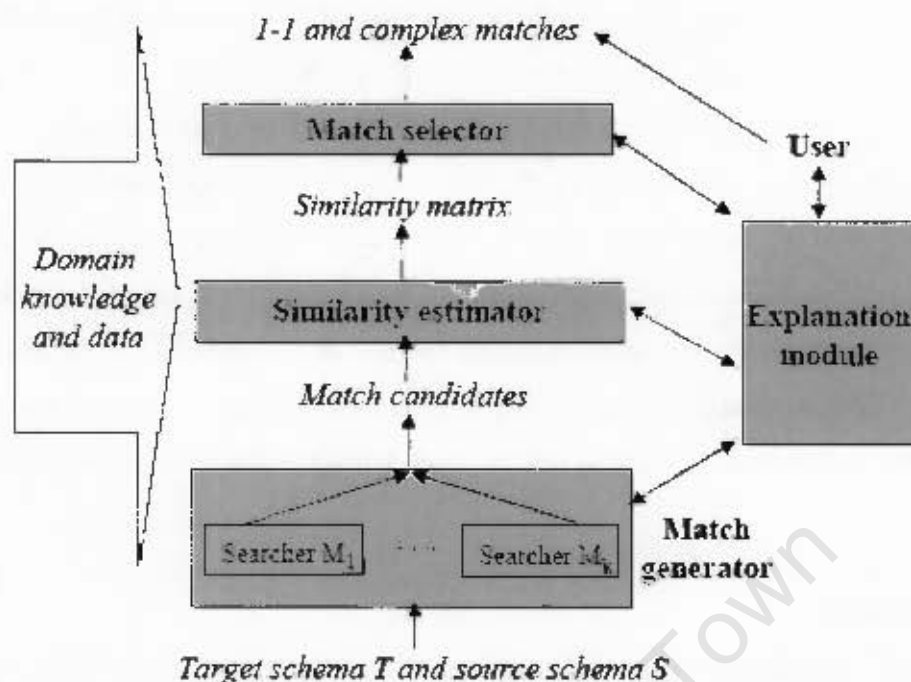 1-1 and complex matches
Match selector
User
Similarity matrix
Domain
knowledge
and data
Similarity estimator
Explanation
module
Match candidates
Searcher M1
...
Searcher Mk
Match
generator
Target schema T and source schema S
Town